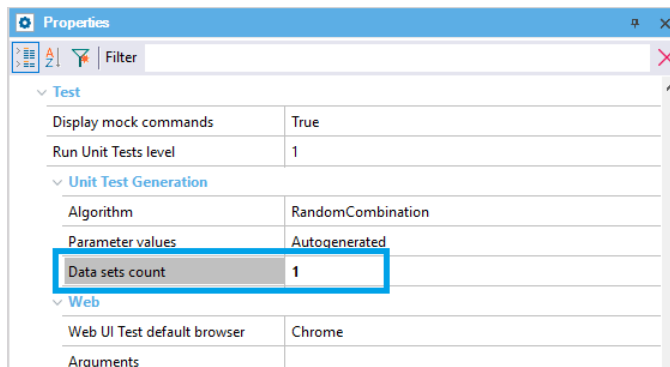 Properties
Filter
Test
Display mock commands True
Run Unit Tests level 1
Unit Test Generation
Algorithm RandomCombination
Parameter values Autogenerated
Data sets count 1
Web
Web UI Test default browser Chrome
Arguments